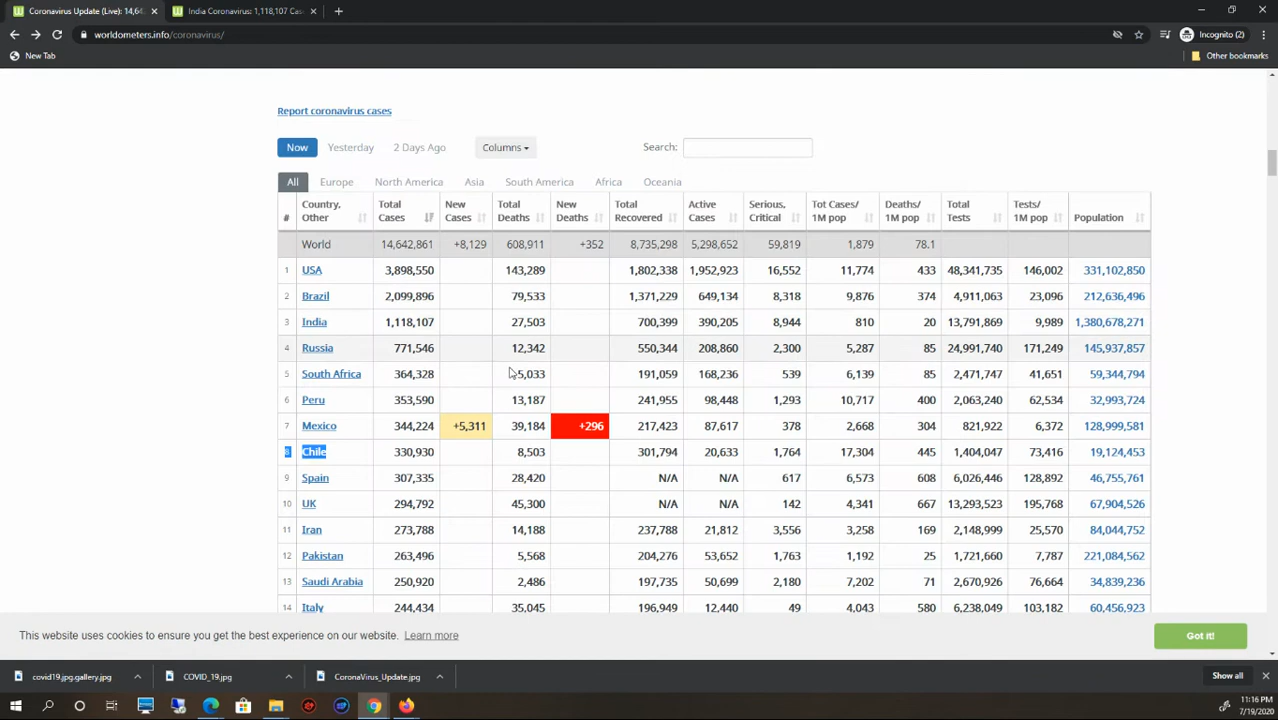 Coronavirus Update (Live): 14,64
India Coronavirus: 1,118,107 Cas
worldometers.info/coronavirus/
Incognito (2)
New Tab
Other bookmarks
Report coronavirus cases
Now Yesterday 2 Days Ago Columns Search:
All Europe North America Asia South America Africa Oceania
# Country, Other Total Cases New Cases Total Deaths New Deaths Total Recovered Active Cases Serious, Critical Tot Cases/ 1M pop Deaths/ 1M pop Total Tests Tests/ 1M pop Population
World 14,642,861 +8,129 608,911 +352 8,735,298 5,298,652 59,819 1,879 78.1
1 USA 3,898,550 143,289 1,802,338 1,952,923 16,552 11,774 433 48,341,735 146,002 331,102,850
2 Brazil 2,099,896 79,533 1,371,229 649,134 8,318 9,876 374 4,911,063 23,096 212,636,496
3 India 1,118,107 27,503 700,399 390,205 8,944 810 20 13,791,869 9,989 1,380,678,271
4 Russia 771,546 12,342 550,344 208,860 2,300 5,287 85 24,991,740 171,249 145,937,857
5 South Africa 364,328 5,033 191,059 168,236 539 6,139 85 2,471,747 41,651 59,344,794
6 Peru 353,590 13,187 241,955 98,448 1,293 10,717 400 2,063,240 62,534 32,993,724
7 Mexico 344,224 +5,311 39,184 +296 217,423 87,617 378 2,668 304 821,922 6,372 128,999,581
8 Chile 330,930 8,503 301,794 20,633 1,764 17,304 445 1,404,047 73,416 19,124,453
9 Spain 307,335 28,420 N/A N/A 617 6,573 608 6,026,446 128,892 46,755,761
10 UK 294,792 45,300 N/A N/A 142 4,341 667 13,293,523 195,768 67,904,526
11 Iran 273,788 14,188 237,788 21,812 3,556 3,258 169 2,148,999 25,570 84,044,752
12 Pakistan 263,496 5,568 204,276 53,652 1,763 1,192 25 1,721,660 7,787 221,084,562
13 Saudi Arabia 250,920 2,486 197,735 50,699 2,180 7,202 71 2,670,926 76,664 34,839,236
14 Italy 244,434 35,045 196,949 12,440 49 4,043 580 6,238,049 103,182 60,456,923
This website uses cookies to ensure you get the best experience on our website. Learn more Got it!
covid19.jpg.gallery.jpg COVID_19.jpg CoronaVirus_Update.jpg Show all
11:16 PM
7/19/2020